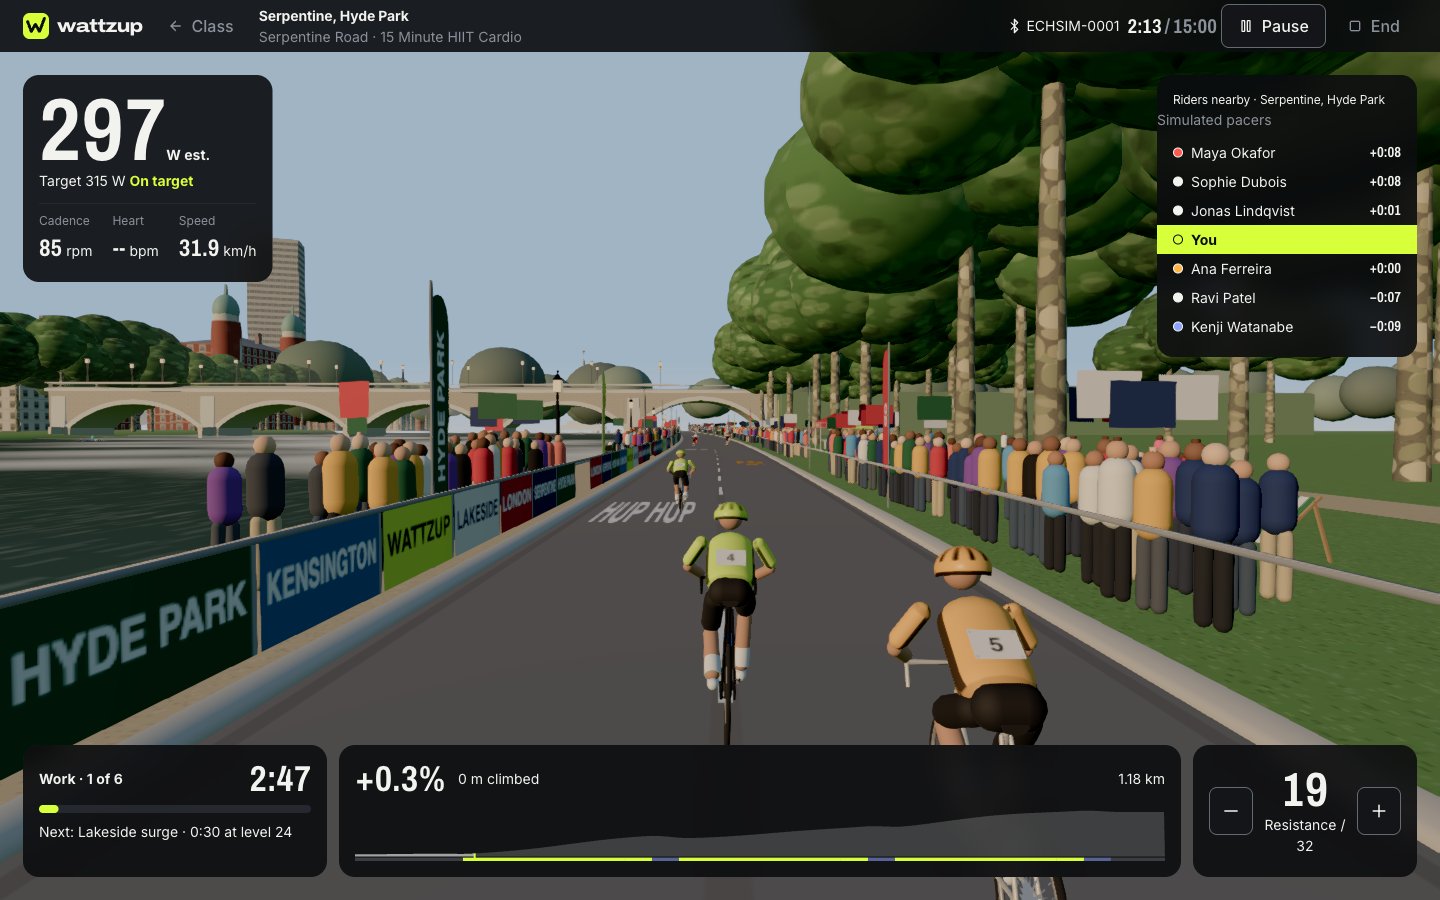 wattzup
Class
Serpentine, Hyde Park
Serpentine Road · 15 Minute HIIT Cardio
ECHSIM-0001 2:13 / 15:00
Pause
End
297 W est.
Target 315 W On target
Cadence Heart Speed
85 rpm -- bpm 31.9 km/h
Riders nearby · Serpentine, Hyde Park
Simulated pacers
Maya Okafor +0:08
Sophie Dubois +0:08
Jonas Lindqvist +0:01
You
Ana Ferreira +0:00
Ravi Patel −0:07
Kenji Watanabe −0:09
HYDE PARK
HYDE PARK
KENSINGTON
WATTZUP
LAKESIDE
LONDON
SERPENTINE
HYDE PARK
HUP HOP
4
5
Work · 1 of 6 2:47
Next: Lakeside surge · 0:30 at level 24
+0.3% 0 m climbed 1.18 km
−
19
+
Resistance /
32